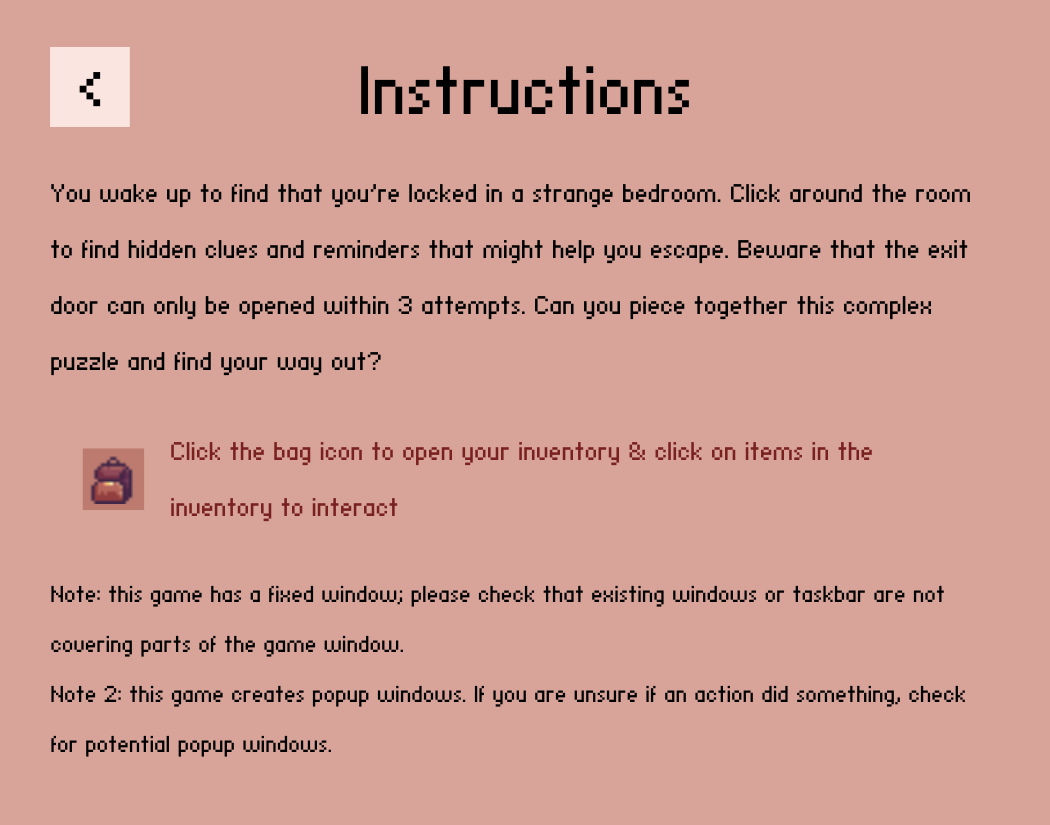 Instructions
You wake up to find that you're locked in a strange bedroom. Click around the room
to find hidden clues and reminders that might help you escape. Beware that the exit
door can only be opened within 3 attempts. Can you piece together this complex
puzzle and find your way out?
Click the bag icon to open your inventory & click on items in the
inventory to interact
Note: this game has a fixed window; please check that existing windows or taskbar are not
covering parts of the game window.
Note 2: this game creates popup windows. If you are unsure if an action did something, check
for potential popup windows.